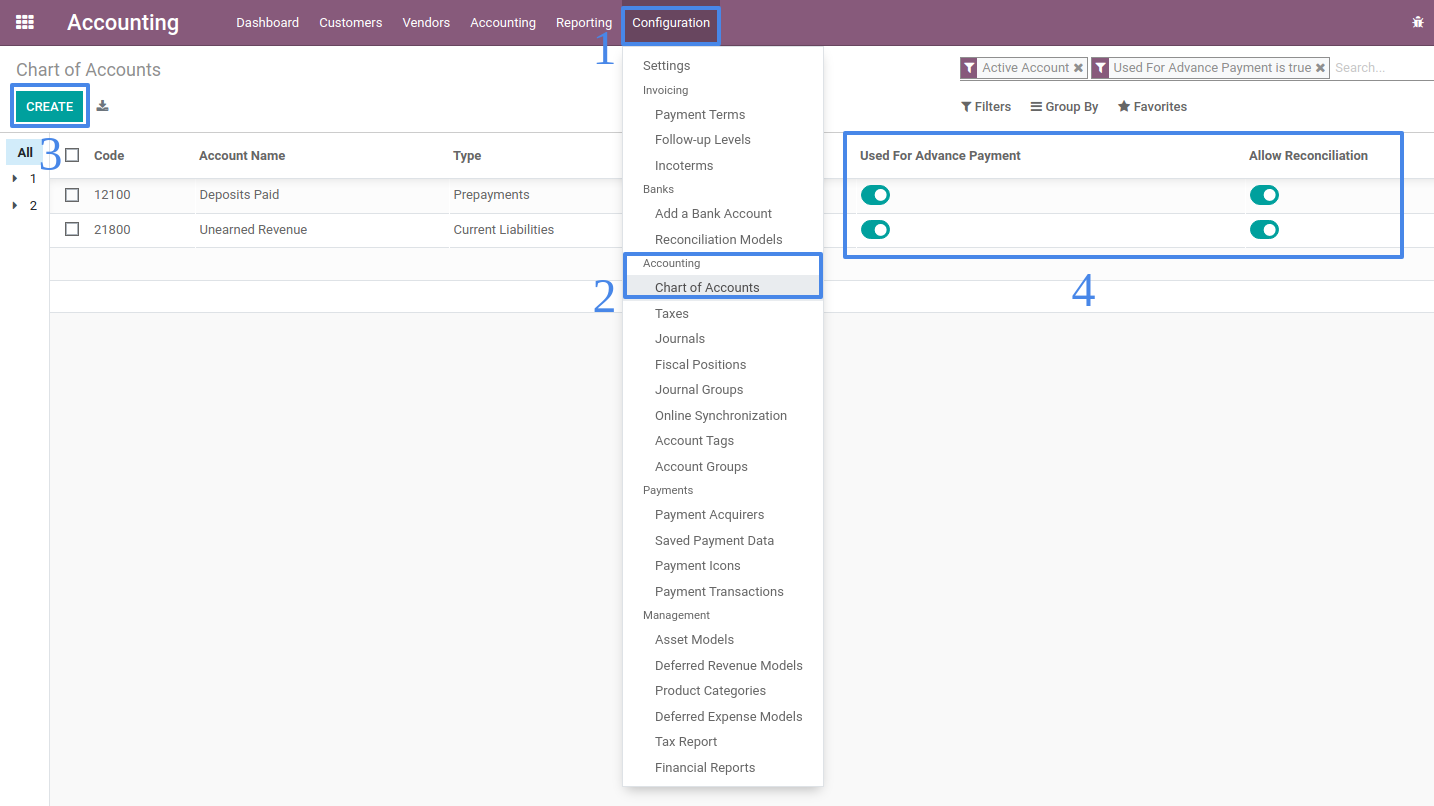 Accounting Dashboard Customers Vendors Accounting Reporting Configuration
1
Chart of Accounts
Active Account Used For Advance Payment is true Search...
CREATE
Filters Group By Favorites
3
All
1
2
Code Account Name Type Used For Advance Payment Allow Reconciliation
12100 Deposits Paid Prepayments
21800 Unearned Revenue Current Liabilities
4
2
Settings
Invoicing
Payment Terms
Follow-up Levels
Incoterms
Banks
Add a Bank Account
Reconciliation Models
Accounting
Chart of Accounts
Taxes
Journals
Fiscal Positions
Journal Groups
Online Synchronization
Account Tags
Account Groups
Payments
Payment Acquirers
Saved Payment Data
Payment Icons
Payment Transactions
Management
Asset Models
Deferred Revenue Models
Product Categories
Deferred Expense Models
Tax Report
Financial Reports